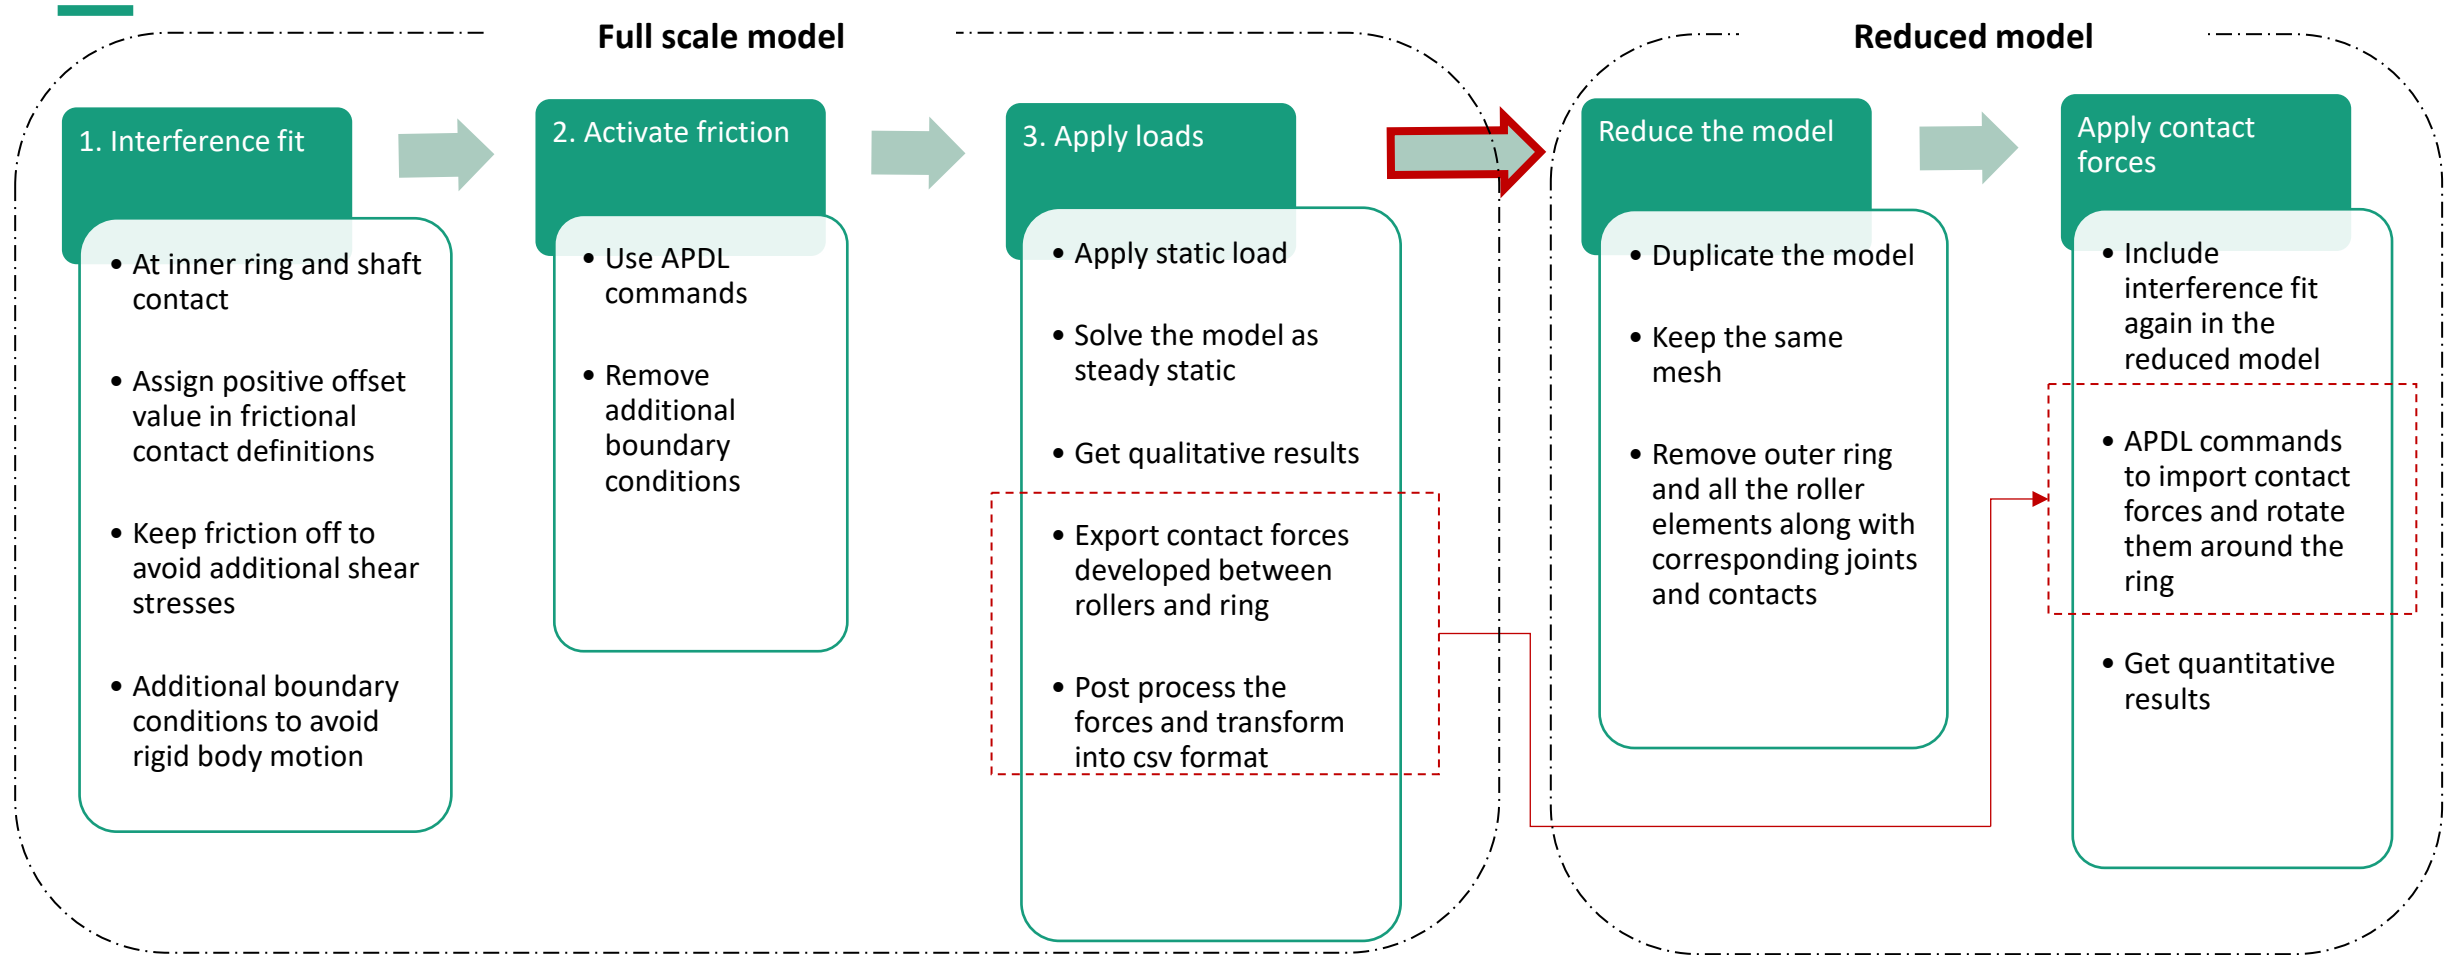 Full scale model
1. Interference fit
• At inner ring and shaft
contact
• Assign positive offset
value in frictional
contact definitions
• Keep friction off to
avoid additional shear
stresses
• Additional boundary
conditions to avoid
rigid body motion
2. Activate friction
• Use APDL
commands
• Remove
additional
boundary
conditions
3. Apply loads
• Apply static load
• Solve the model as
steady static
• Get qualitative results
• Export contact forces
developed between
rollers and ring
• Post process the
forces and transform
into csv format
Reduced model
Reduce the model
• Duplicate the model
• Keep the same
mesh
• Remove outer ring
and all the roller
elements along with
corresponding joints
and contacts
Apply contact
forces
• Include
interference fit
again in the
reduced model
• APDL commands
to import contact
forces and rotate
them around the
ring
• Get quantitative
results